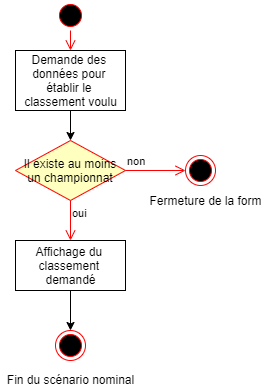 Demande des
données pour
établir le
classement voulu
Il existe au moins
un championnat
non
oui
Fermeture de la form
Affichage du
classement
demandé
Fin du scénario nominal